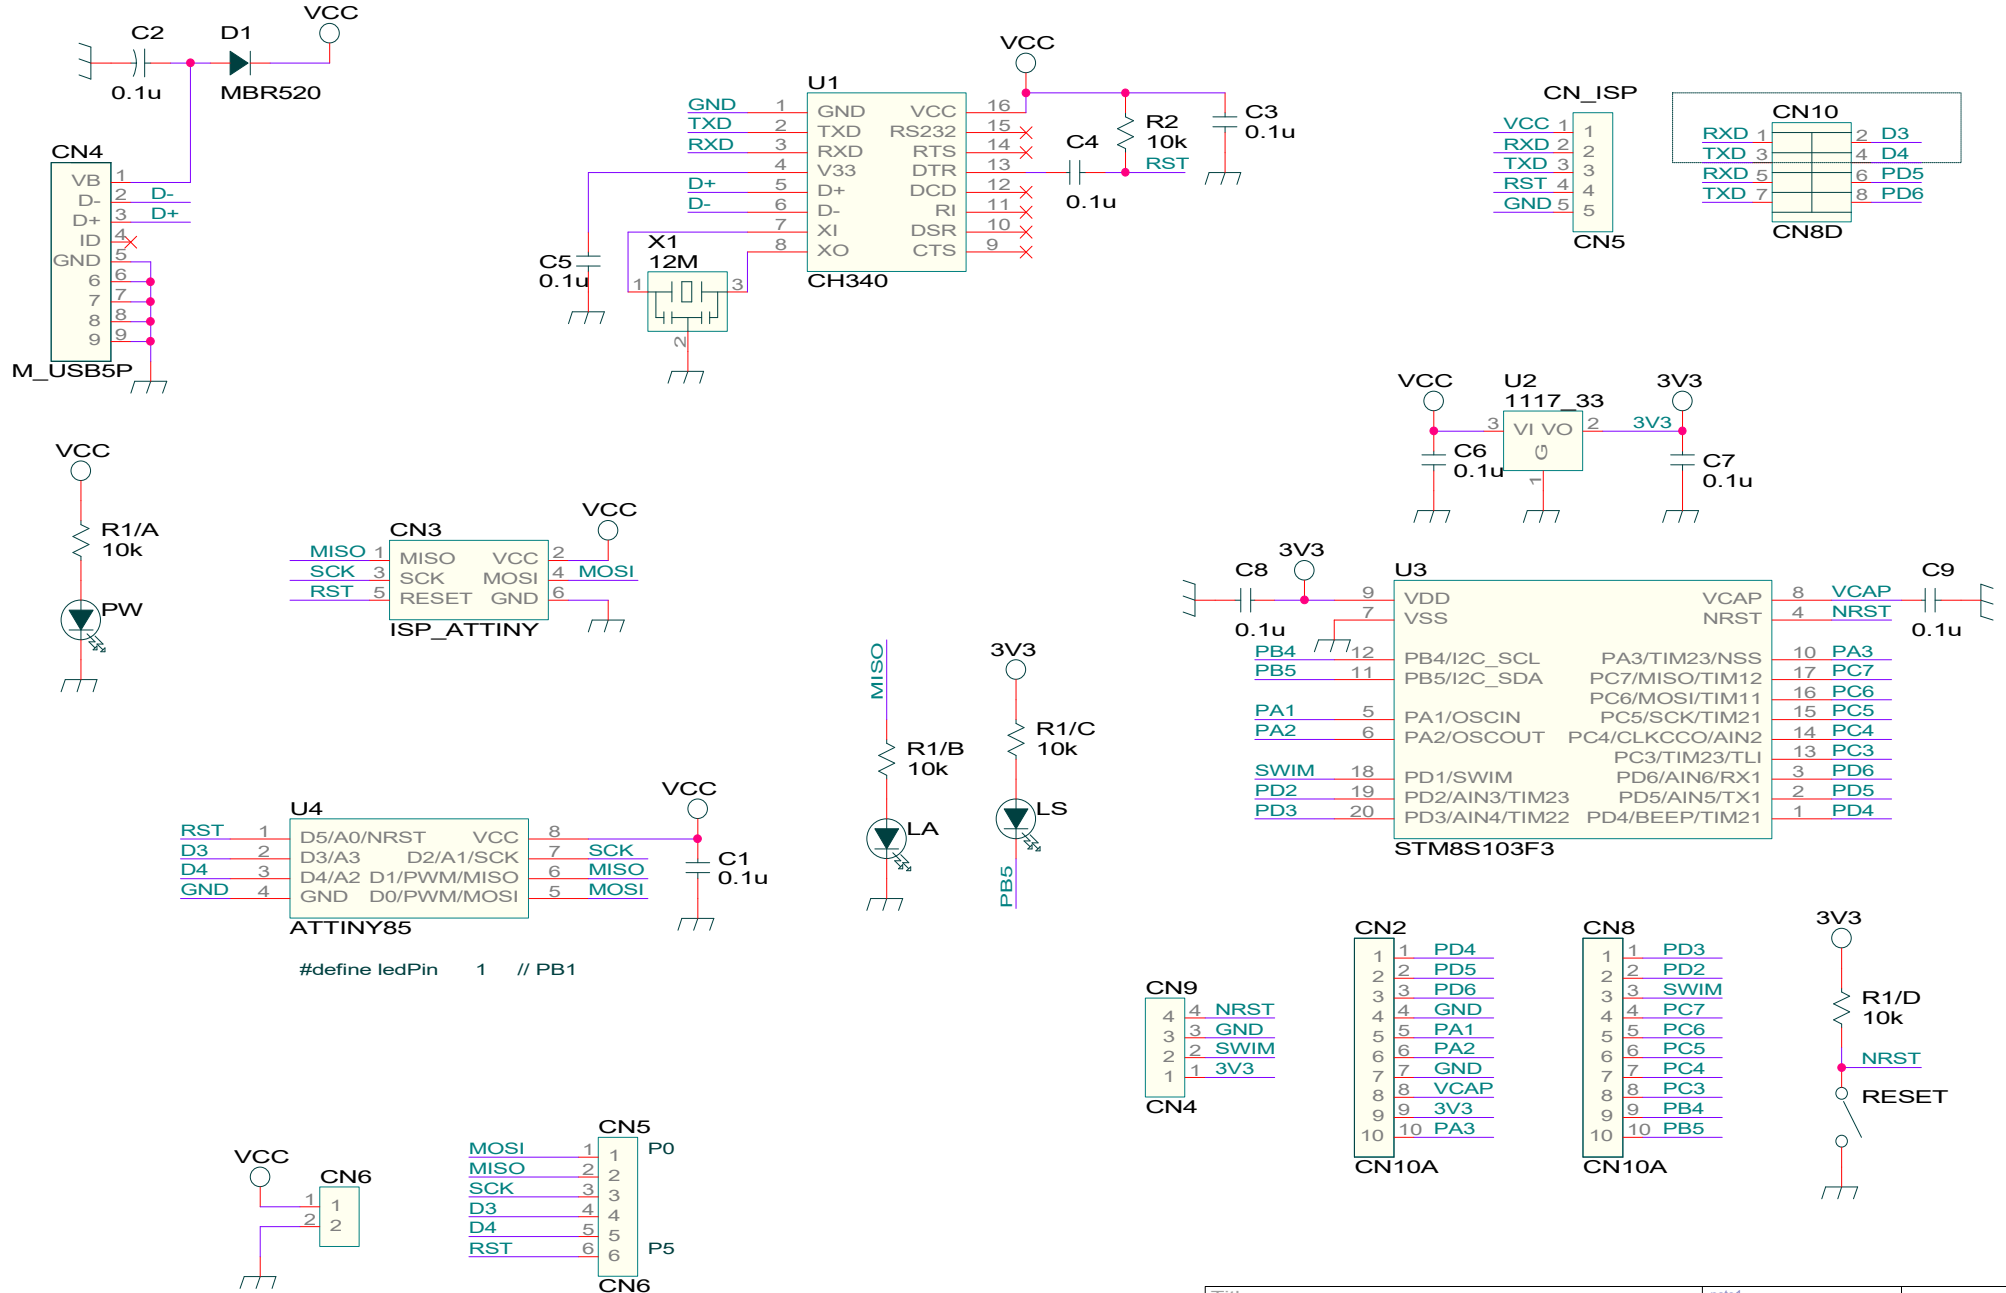 C2
0.1u
D1
MBR520
VCC
CN4
VB 1
D- 2 D-
D+ 3 D+
ID 4
GND 5
6 6
7 7
8 8
9 9
M_USB5P
U1
GND 1 GND VCC 16 VCC
TXD 2 TXD RS232 15
RXD 3 RXD RTS 14
4 V33 DTR 13
D+ 5 D+ DCD 12
D- 6 D- RI 11
7 XI DSR 10
8 XO CTS 9
CH340
C5
0.1u
X1
12M
1 3
2
C4
0.1u
R2
10k
RST
C3
0.1u
CN_ISP
VCC 1 1
RXD 2 2
TXD 3 3
RST 4 4
GND 5 5
CN5
CN10
RXD 1 2 D3
TXD 3 4 D4
RXD 5 6 PD5
TXD 7 8 PD6
CN8D
VCC
R1/A
10k
PW
CN3
VCC
MISO 1 MISO VCC 2
SCK 3 SCK MOSI 4 MOSI
RST 5 RESET GND 6
ISP_ATTINY
VCC
U2
1117_33
3V3
3 VI VO 2 3V3
G
1
C6
0.1u
C7
0.1u
U4
VCC
RST 1 D5/A0/NRST VCC 8
D3 2 D3/A3 D2/A1/SCK 7 SCK
D4 3 D4/A2 D1/PWM/MISO 6 MISO
GND 4 GND D0/PWM/MOSI 5 MOSI
ATTINY85
C1
0.1u
#define ledPin 1 // PB1
MISO
R1/B
10k
LA
3V3
R1/C
10k
LS
PB5
C8
0.1u
3V3
U3
C9
0.1u
9 VDD VCAP 8 VCAP
7 VSS NRST 4 NRST
PB4 12 PB4/I2C_SCL PA3/TIM23/NSS 10 PA3
PB5 11 PB5/I2C_SDA PC7/MISO/TIM12 17 PC7
PC6/MOSI/TIM11 16 PC6
PA1 5 PA1/OSCIN PC5/SCK/TIM21 15 PC5
PA2 6 PA2/OSCOUT PC4/CLKCCO/AIN2 14 PC4
PC3/TIM23/TLI 13 PC3
SWIM 18 PD1/SWIM PD6/AIN6/RX1 3 PD6
PD2 19 PD2/AIN3/TIM23 PD5/AIN5/TX1 2 PD5
PD3 20 PD3/AIN4/TIM22 PD4/BEEP/TIM21 1 PD4
STM8S103F3
CN9
4 4 NRST
3 3 GND
2 2 SWIM
1 1 3V3
CN4
CN2
1 1 PD4
2 2 PD5
3 3 PD6
4 4 GND
5 5 PA1
6 6 PA2
7 7 GND
8 8 VCAP
9 9 3V3
10 10 PA3
CN10A
CN8
1 1 PD3
2 2 PD2
3 3 SWIM
4 4 PC7
5 5 PC6
6 6 PC5
7 7 PC4
8 8 PC3
9 9 PB4
10 10 PB5
CN10A
3V3
R1/D
10k
NRST
RESET
VCC
CN6
1 1
2 2
CN5
MOSI 1 1 P0
MISO 2 2
SCK 3 3
D3 4 4
D4 5 5
RST 6 6 P5
CN6